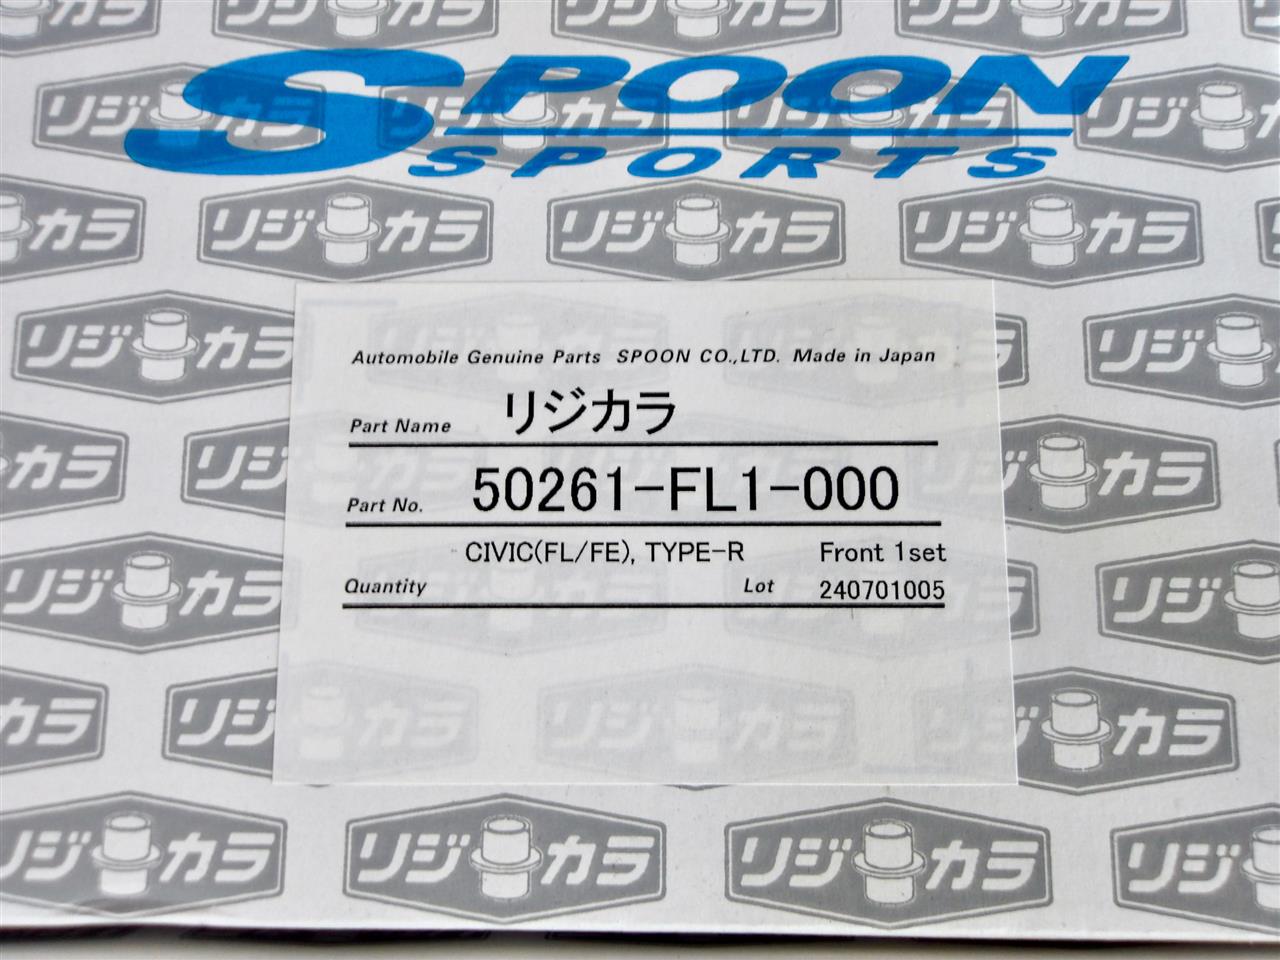 SPOON
SPORTS
Automobile Genuine Parts SPOON CO.,LTD. Made in Japan
Part Name リジカラ
Part No. 50261-FL1-000
CIVIC(FL/FE), TYPE-R Front 1set
Quantity Lot 240701005
リジカラ